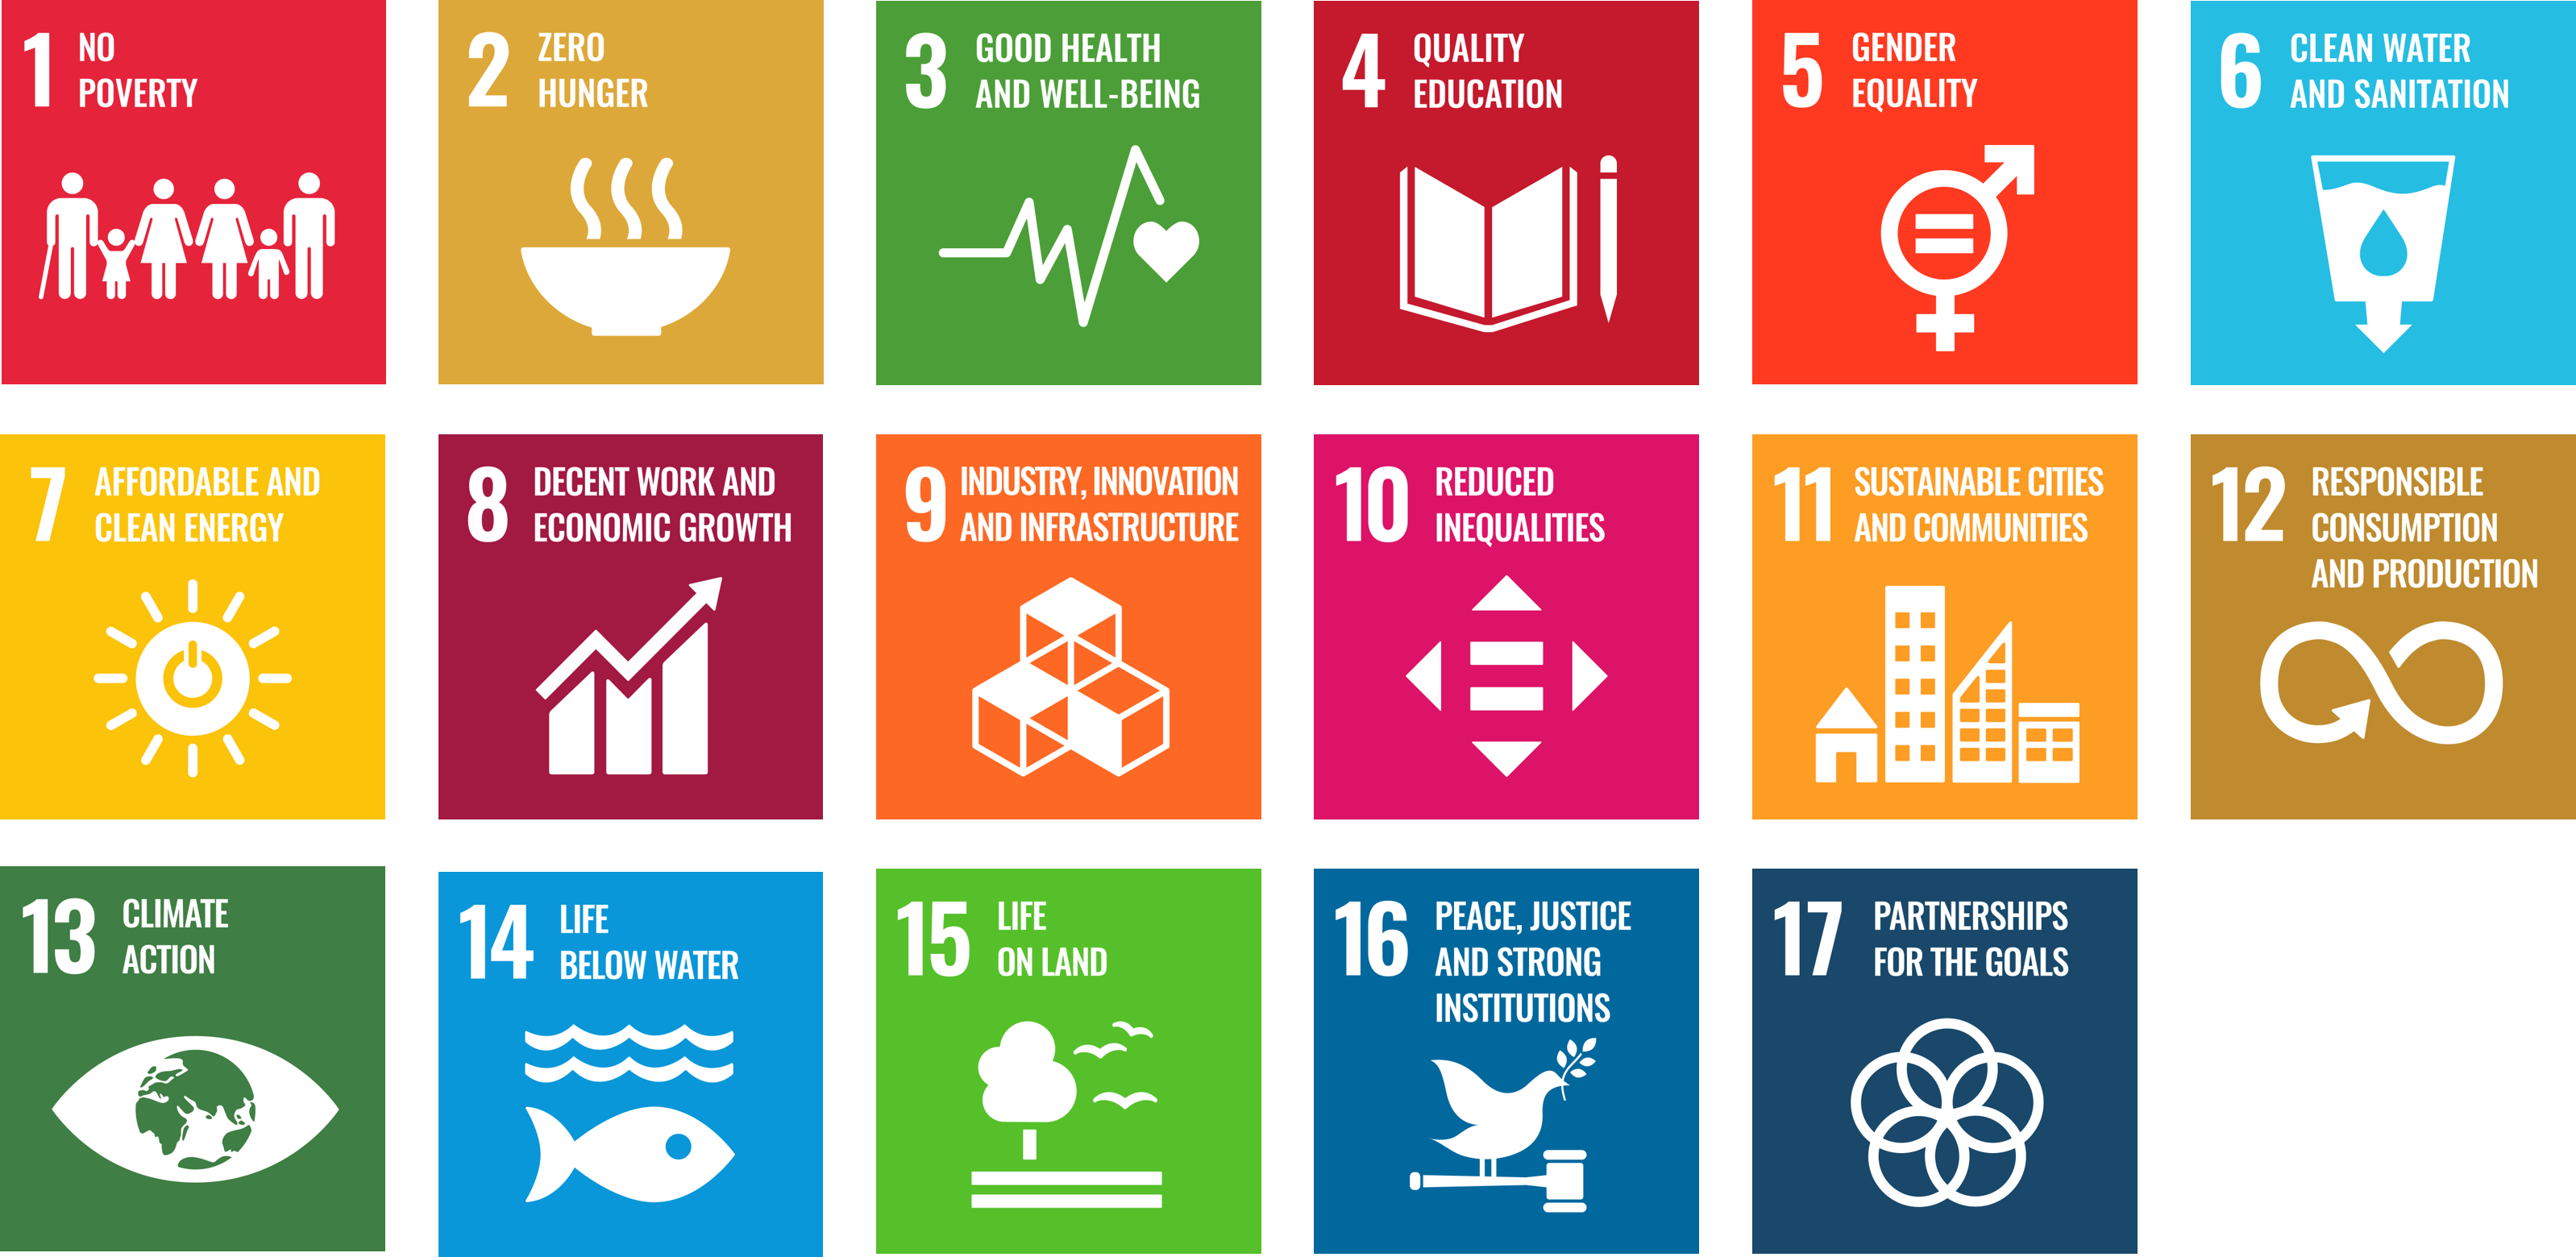 1 NO
POVERTY
2 ZERO
HUNGER
3 GOOD HEALTH
AND WELL-BEING
4 QUALITY
EDUCATION
5 GENDER
EQUALITY
6 CLEAN WATER
AND SANITATION
7 AFFORDABLE AND
CLEAN ENERGY
8 DECENT WORK AND
ECONOMIC GROWTH
9 INDUSTRY, INNOVATION
AND INFRASTRUCTURE
10 REDUCED
INEQUALITIES
11 SUSTAINABLE CITIES
AND COMMUNITIES
12 RESPONSIBLE
CONSUMPTION
AND PRODUCTION
13 CLIMATE
ACTION
14 LIFE
BELOW WATER
15 LIFE
ON LAND
16 PEACE, JUSTICE
AND STRONG
INSTITUTIONS
17 PARTNERSHIPS
FOR THE GOALS